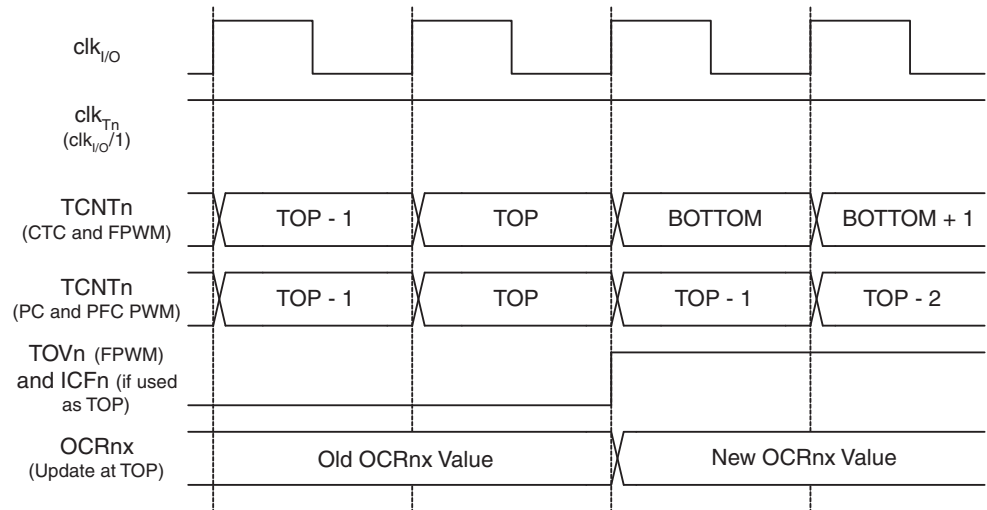 clkI/O
clkTn
(clkI/O/1)
TCNTn
(CTC and FPWM)
TOP - 1 TOP BOTTOM BOTTOM + 1
TCNTn
(PC and PFC PWM)
TOP - 1 TOP TOP - 1 TOP - 2
TOVn (FPWM)
and ICFn (if used
as TOP)
OCRnx
(Update at TOP)
Old OCRnx Value New OCRnx Value